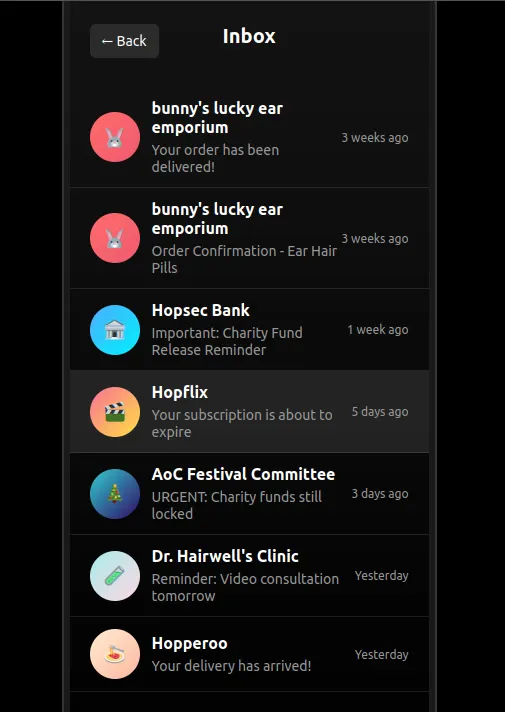 ← Back
Inbox
bunny's lucky ear
emporium
Your order has been
delivered!
3 weeks ago
bunny's lucky ear
emporium
Order Confirmation - Ear Hair
Pills
3 weeks ago
Hopsec Bank
Important: Charity Fund
Release Reminder
1 week ago
Hopflix
Your subscription is about to
expire
5 days ago
AoC Festival Committee
URGENT: Charity funds still
locked
3 days ago
Dr. Hairwell's Clinic
Reminder: Video consultation
tomorrow
Yesterday
Hopperoo
Your delivery has arrived!
Yesterday